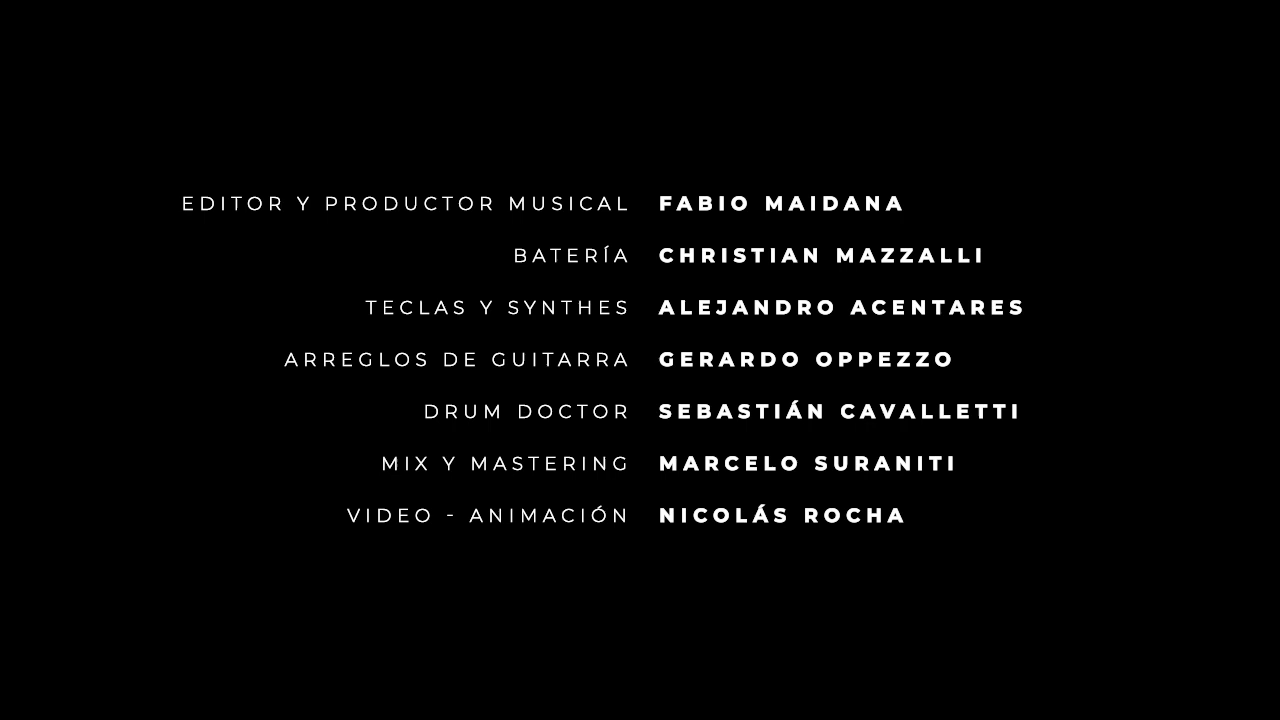 EDITOR Y PRODUCTOR MUSICAL FABIO MAIDANA
BATERÍA CHRISTIAN MAZZALLI
TECLAS Y SYNTHES ALEJANDRO ACENTARES
ARREGLOS DE GUITARRA GERARDO OPPEZZO
DRUM DOCTOR SEBASTIÁN CAVALLETTI
MIX Y MASTERING MARCELO SURANITI
VIDEO - ANIMACIÓN NICOLÁS ROCHA